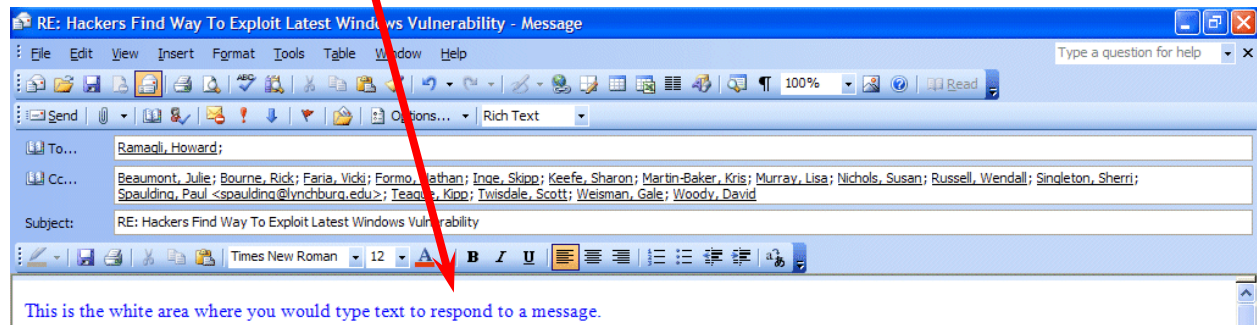 RE: Hackers Find Way To Exploit Latest Windows Vulnerability - Message
File Edit View Insert Format Tools Table Window Help Type a question for help
100% Read
Send Options... Rich Text
To... Ramagli, Howard;
Cc... Beaumont, Julie; Bourne, Rick; Faria, Vicki; Formo, Nathan; Inge, Skipp; Keefe, Sharon; Martin-Baker, Kris; Murray, Lisa; Nichols, Susan; Russell, Wendall; Singleton, Sherri;
Spaulding, Paul <spaulding@lynchburg.edu>; Teague, Kipp; Twisdale, Scott; Weisman, Gale; Woody, David
Subject: RE: Hackers Find Way To Exploit Latest Windows Vulnerability
Times New Roman 12 A B I U
This is the white area where you would type text to respond to a message.